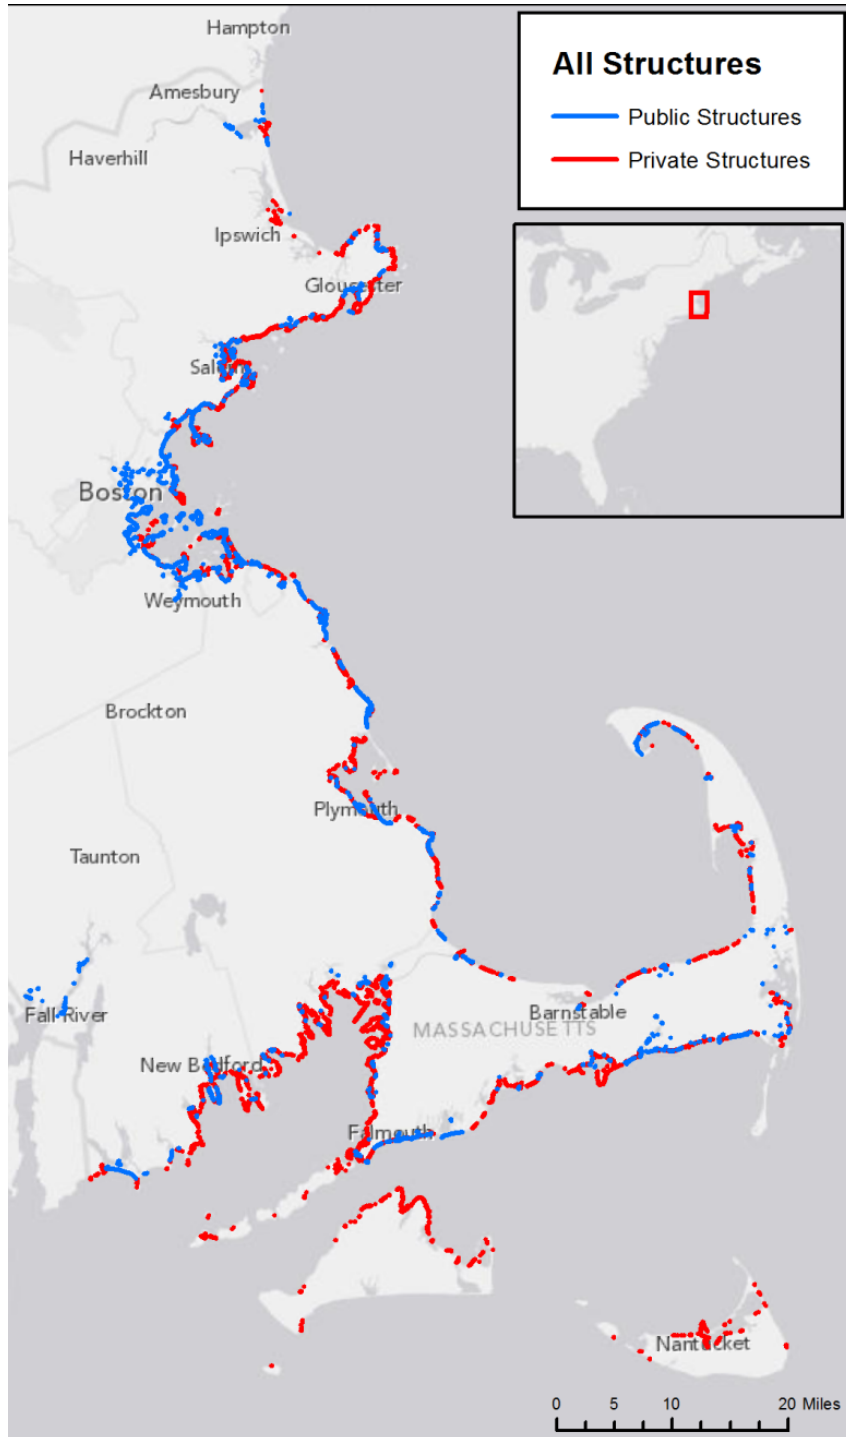 Hampton
All Structures
Amesbury
Public Structures
Haverhill
Private Structures
Ipswich
Gloucester
Salem
Boston
Weymouth
Brockton
Plymouth
Taunton
Fall River
Barnstable
MASSACHUSETTS
New Bedford
Falmouth
Nantucket
0 5 10 20 Miles